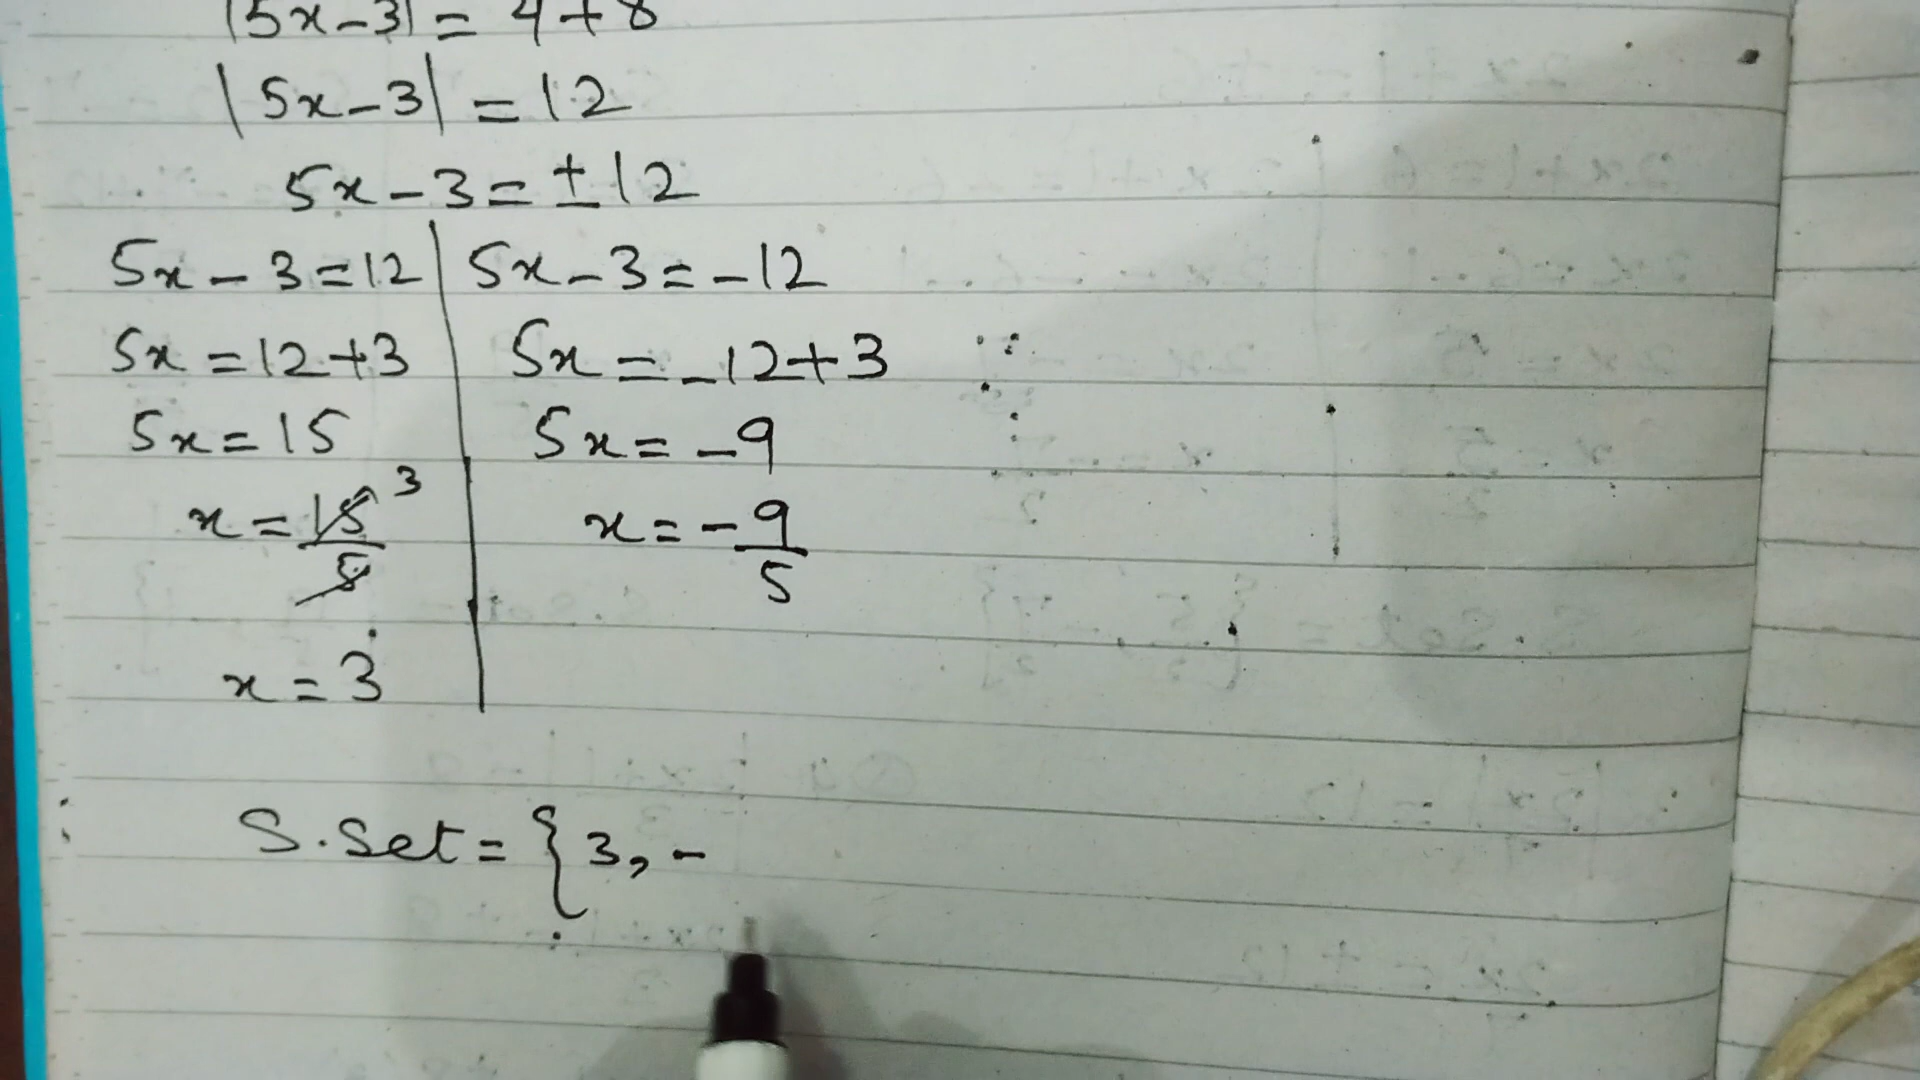 |5x-3| = 4+8
|5x-3| = 12
5x-3 = ±12
5x-3=12 | 5x-3=-12
5x=12+3 | 5x=-12+3
5x=15 | 5x=-9
x=15/5 3 | x=-9/5
x=3
S.Set = {3, -